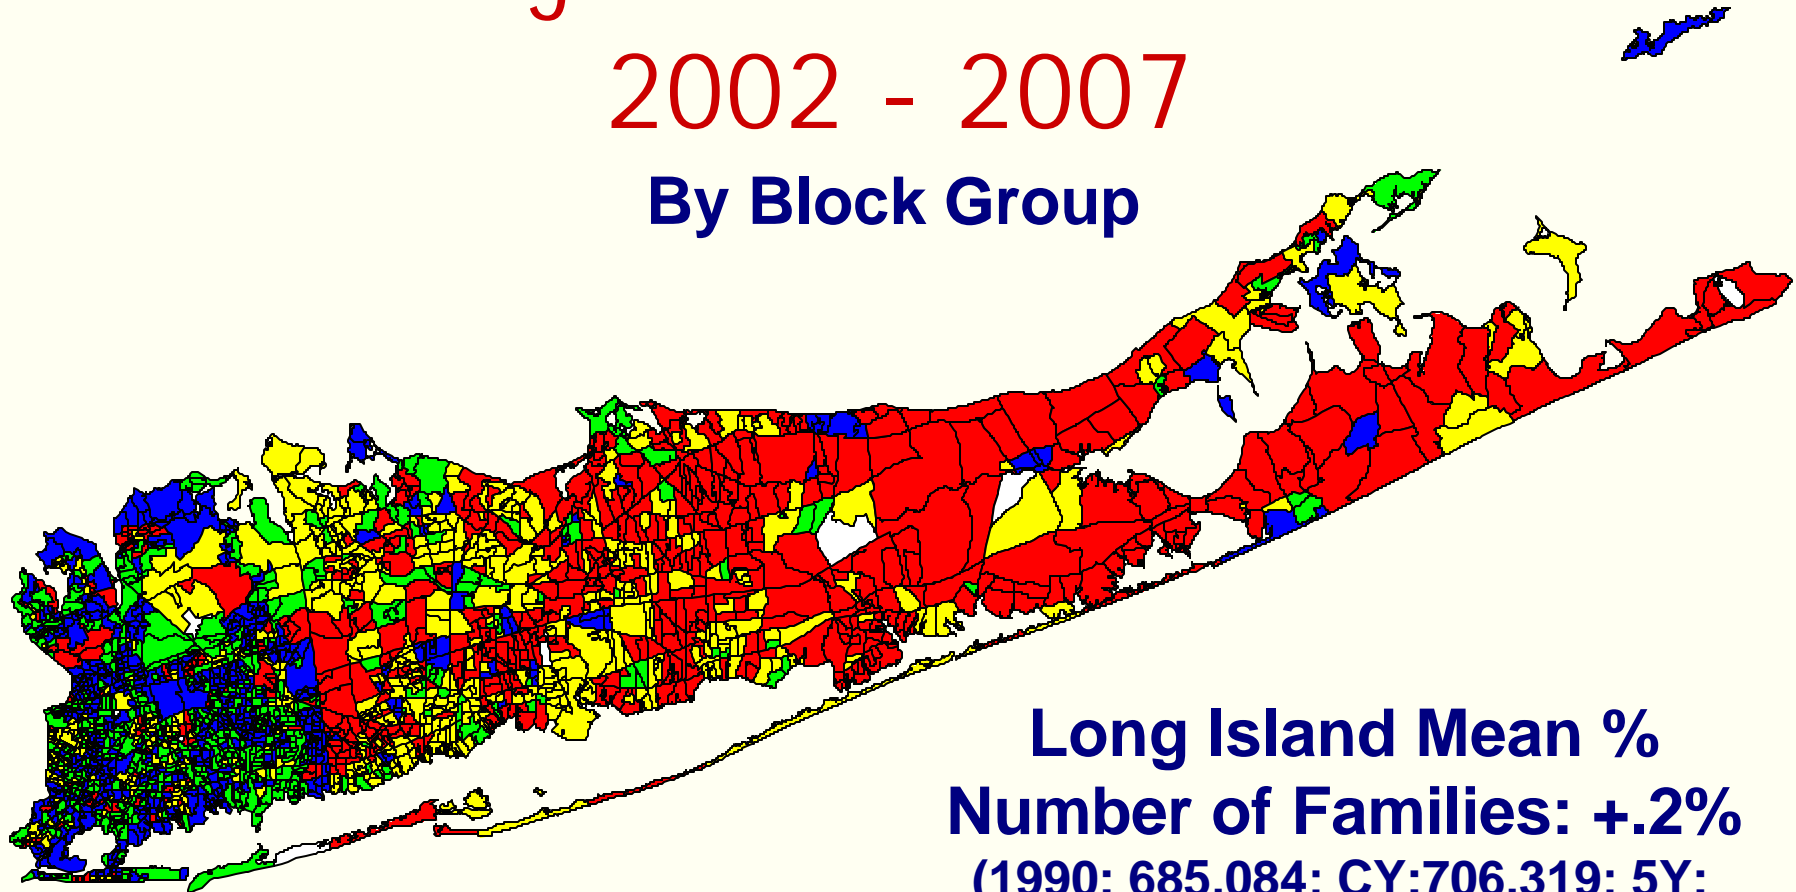 2002 - 2007
By Block Group
Long Island Mean %
Number of Families: +.2%
(1990: 685,084; CY:706,319; 5Y: